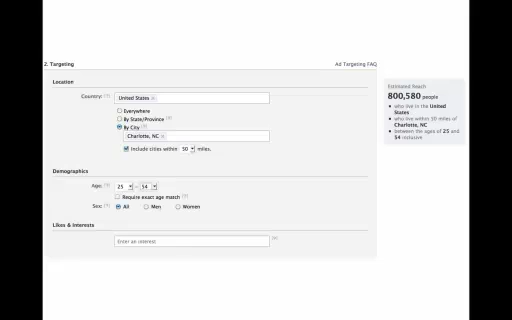 2. Targeting
Ad Targeting FAQ
Location
Country: [?]
United States ×
Everywhere
By State/Province [?]
By City [?]
Charlotte, NC ×
Include cities within 50 miles.
Demographics
Age: [?]
25 - 54
Require exact age match [?]
Sex: [?]
All Men Women
Likes & Interests
Enter an interest
Estimated Reach
800,580 people
who live in the United
States
who live within 50 miles of
Charlotte, NC
between the ages of 25 and
54 inclusive